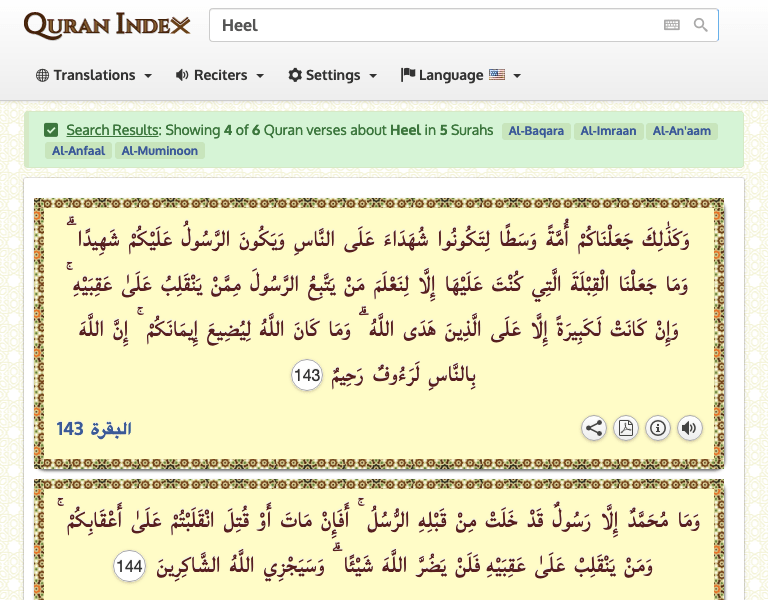 QURAN INDEX
Heel
Translations Reciters Settings Language
Search Results: Showing 4 of 6 Quran verses about Heel in 5 Surahs Al-Baqara Al-Imraan Al-An'aam
Al-Anfaal Al-Muminoon
وَكَذَٰلِكَ جَعَلْنَاكُمْ أُمَّةً وَسَطًا لِتَكُونُوا شُهَدَاءَ عَلَى النَّاسِ وَيَكُونَ الرَّسُولُ عَلَيْكُمْ شَهِيدًا ۗ
وَمَا جَعَلْنَا الْقِبْلَةَ الَّتِي كُنْتَ عَلَيْهَا إِلَّا لِنَعْلَمَ مَنْ يَتَّبِعُ الرَّسُولَ مِمَّنْ يَنْقَلِبُ عَلَىٰ عَقِبَيْهِ ۚ
وَإِنْ كَانَتْ لَكَبِيرَةً إِلَّا عَلَى الَّذِينَ هَدَى اللَّهُ ۗ وَمَا كَانَ اللَّهُ لِيُضِيعَ إِيمَانَكُمْ ۚ إِنَّ اللَّهَ
بِالنَّاسِ لَرَءُوفٌ رَحِيمٌ 143
البقرة 143
وَمَا مُحَمَّدٌ إِلَّا رَسُولٌ قَدْ خَلَتْ مِنْ قَبْلِهِ الرُّسُلُ ۚ أَفَإِنْ مَاتَ أَوْ قُتِلَ انْقَلَبْتُمْ عَلَىٰ أَعْقَابِكُمْ ۚ
وَمَنْ يَنْقَلِبْ عَلَىٰ عَقِبَيْهِ فَلَنْ يَضُرَّ اللَّهَ شَيْئًا ۗ وَسَيَجْزِي اللَّهُ الشَّاكِرِينَ 144